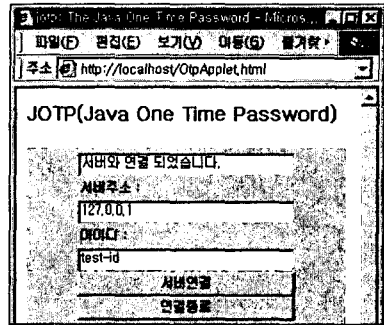 jotp! The Java One Time Password - Micros...
파일(F) 편집(E) 보기(V) 이동(G) 즐겨찾
주소 http://localhost/OtpApplet.html
JOTP(Java One Time Password)
서버와 연결 되었습니다.
서버주소 :
127.0.0.1
아이디 :
test-id
서버연결
연결종료